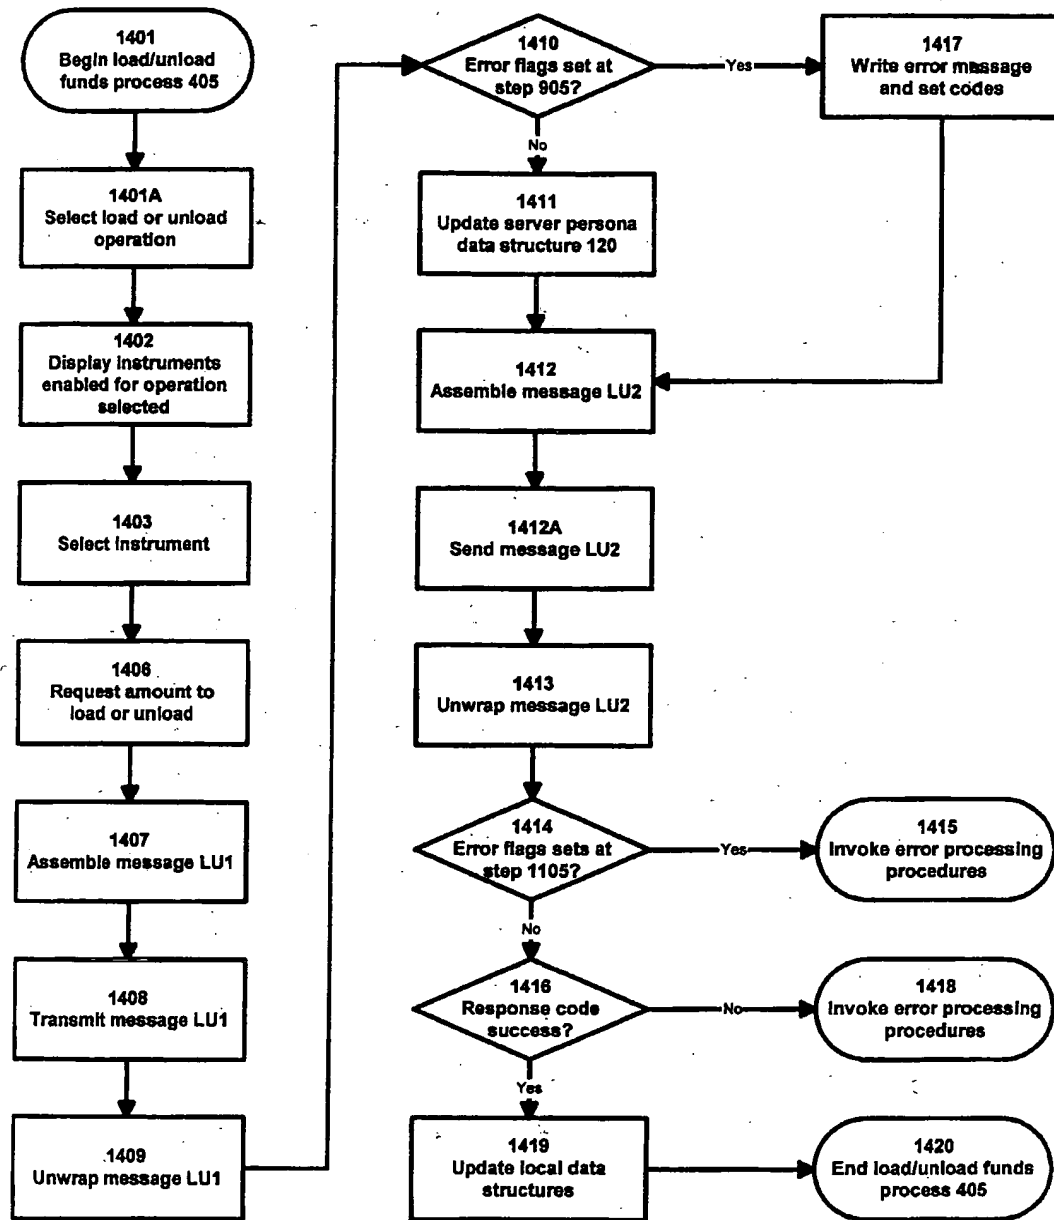 1401
Begin load/unload
funds process 405
1401A
Select load or unload
operation
1402
Display instruments
enabled for operation
selected
1403
Select instrument
1406
Request amount to
load or unload
1407
Assemble message LU1
1408
Transmit message LU1
1409
Unwrap message LU1
1410
Error flags set at
step 905?
Yes
No
1417
Write error message
and set codes
1411
Update server persona
data structure 120
1412
Assemble message LU2
1412A
Send message LU2
1413
Unwrap message LU2
1414
Error flags sets at
step 1105?
Yes
No
1415
Invoke error processing
procedures
1416
Response code
success?
No
Yes
1418
Invoke error processing
procedures
1419
Update local data
structures
1420
End load/unload funds
process 405